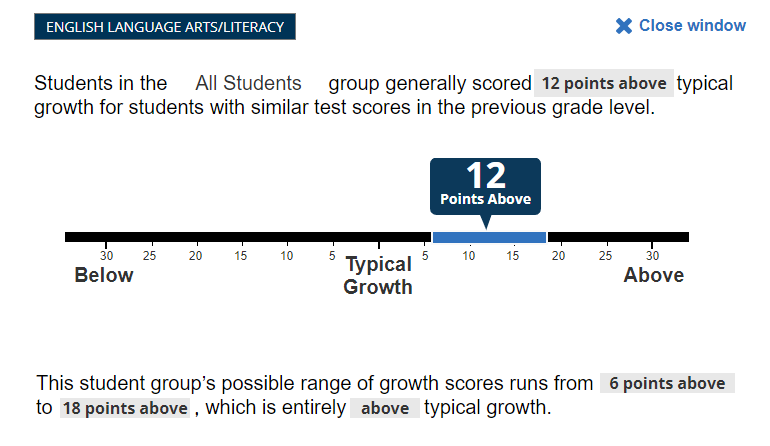 ENGLISH LANGUAGE ARTS/LITERACY
Close window
Students in the All Students group generally scored 12 points above typical
growth for students with similar test scores in the previous grade level.
12
Points Above
30 25 20 15 10 5 5 10 15 20 25 30
Below Typical Growth Above
This student group's possible range of growth scores runs from 6 points above
to 18 points above , which is entirely above typical growth.